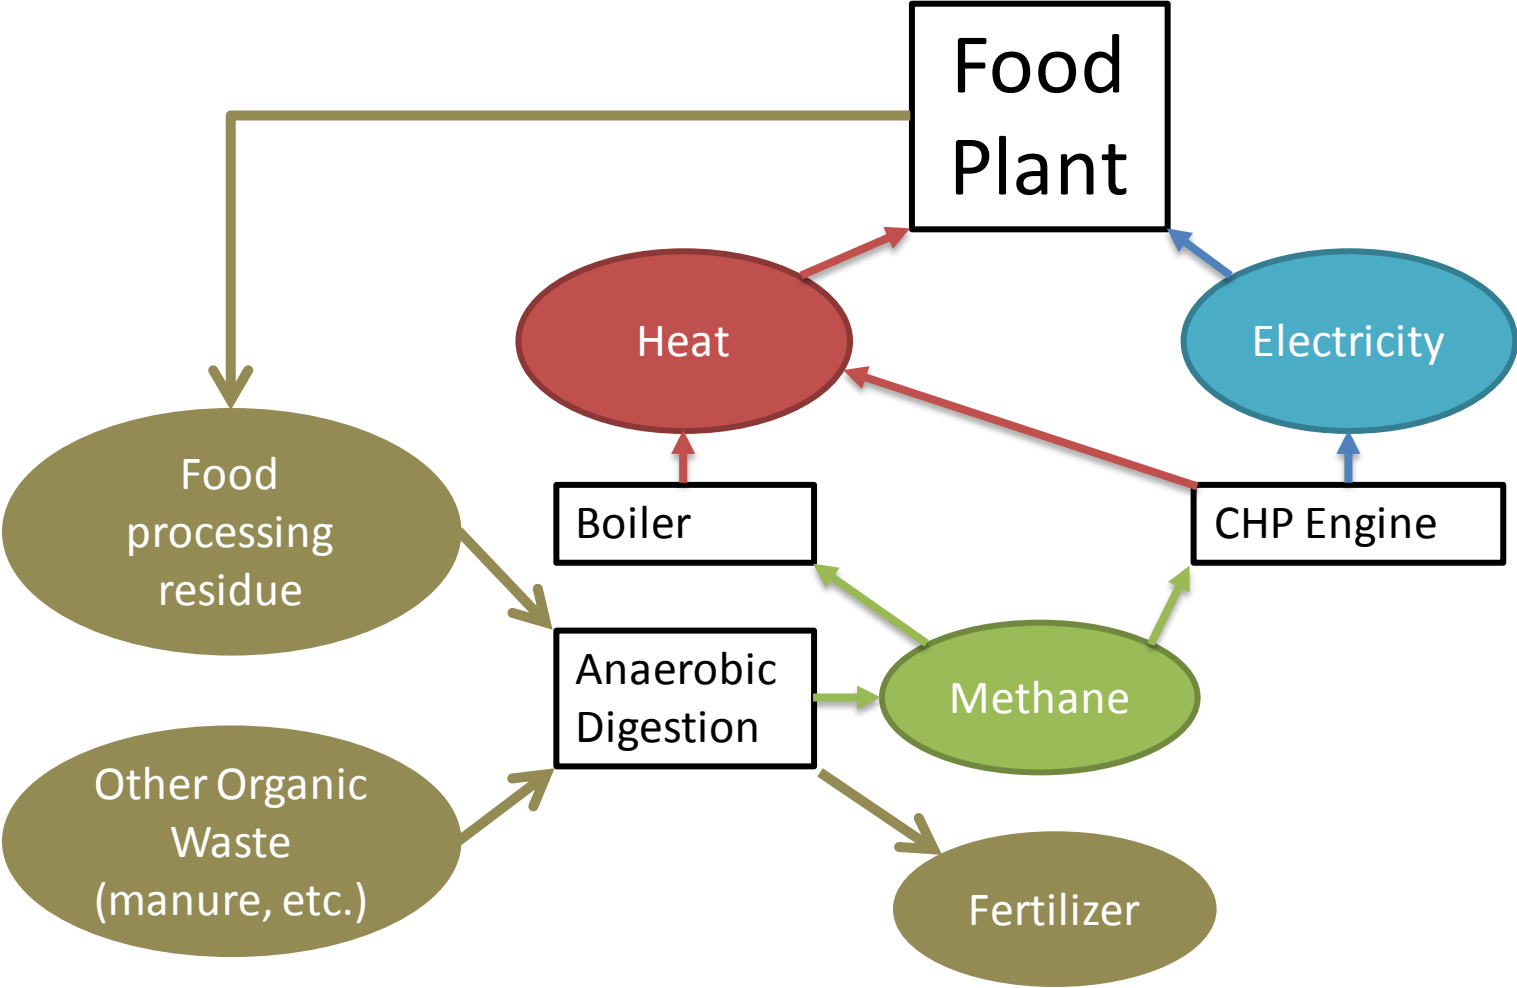 Food
Plant
Heat
Electricity
Food
processing
residue
Boiler
CHP Engine
Anaerobic
Digestion
Methane
Other Organic
Waste
(manure, etc.)
Fertilizer